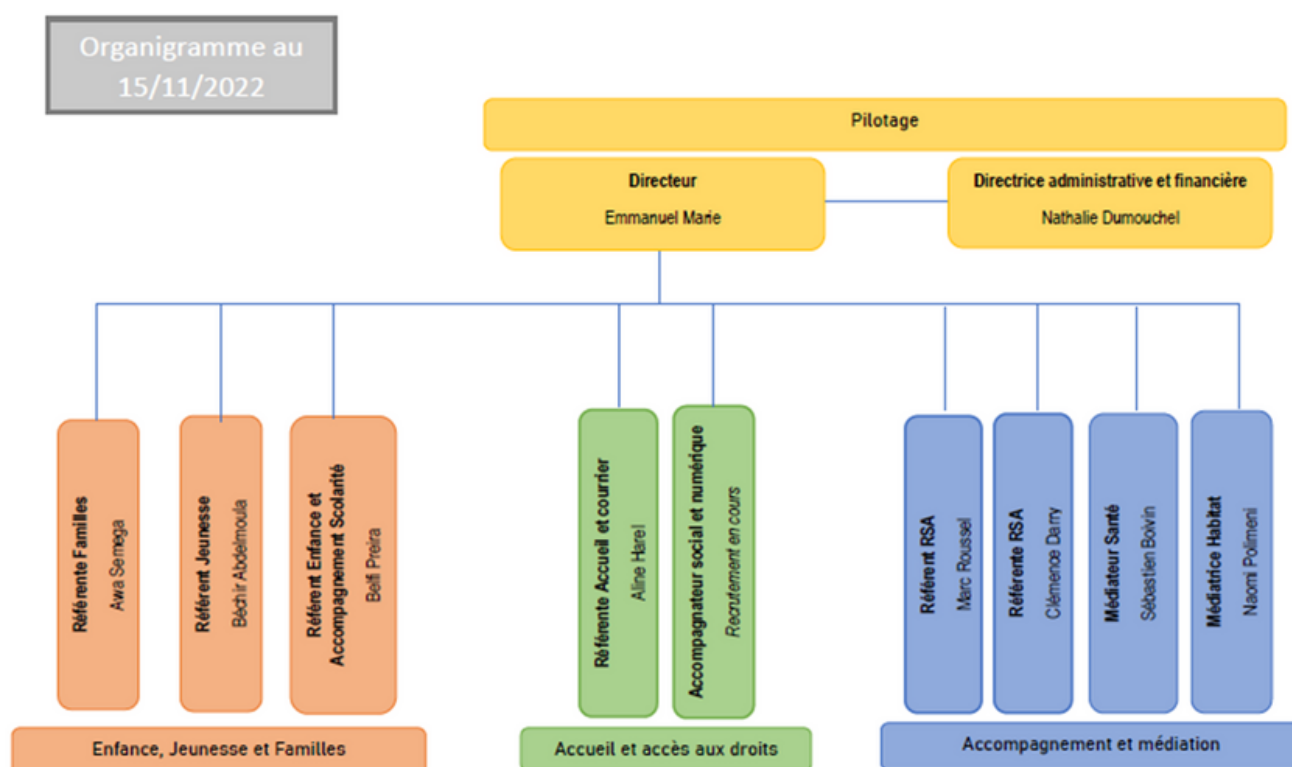 Organigramme au
15/11/2022
Pilotage
Directeur
Emmanuel Marie
Directrice administrative et financière
Nathalie Dumouchel
Référente Familles
Awa Semega
Référent Jeunesse
Béchir Abdelmoula
Référent Enfance et
Accompagnement Scolarité
Belfi Preira
Référente Accueil et courrier
Aline Harel
Accompagnateur social et numérique
Recrutement en cours
Référent RSA
Marc Roussel
Référente RSA
Clémence Darry
Médiateur Santé
Sébastien Boivin
Médiatrice Habitat
Naomi Polimeni
Enfance, Jeunesse et Familles
Accueil et accès aux droits
Accompagnement et médiation